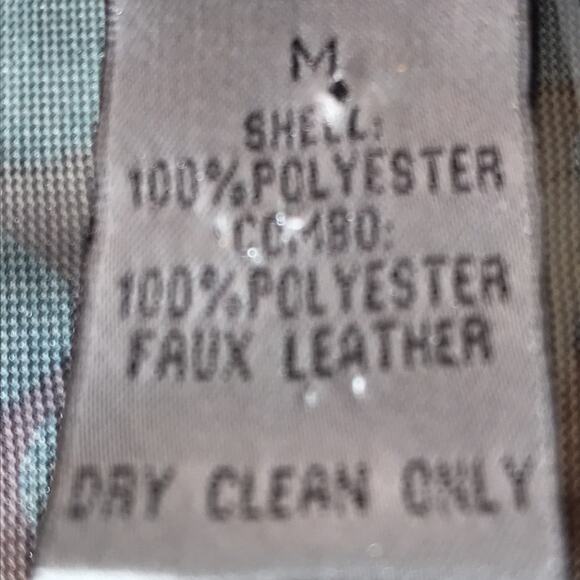 M
SHELL:
100%POLYESTER
COMBO:
100%POLYESTER
FAUX LEATHER
DRY CLEAN ONLY